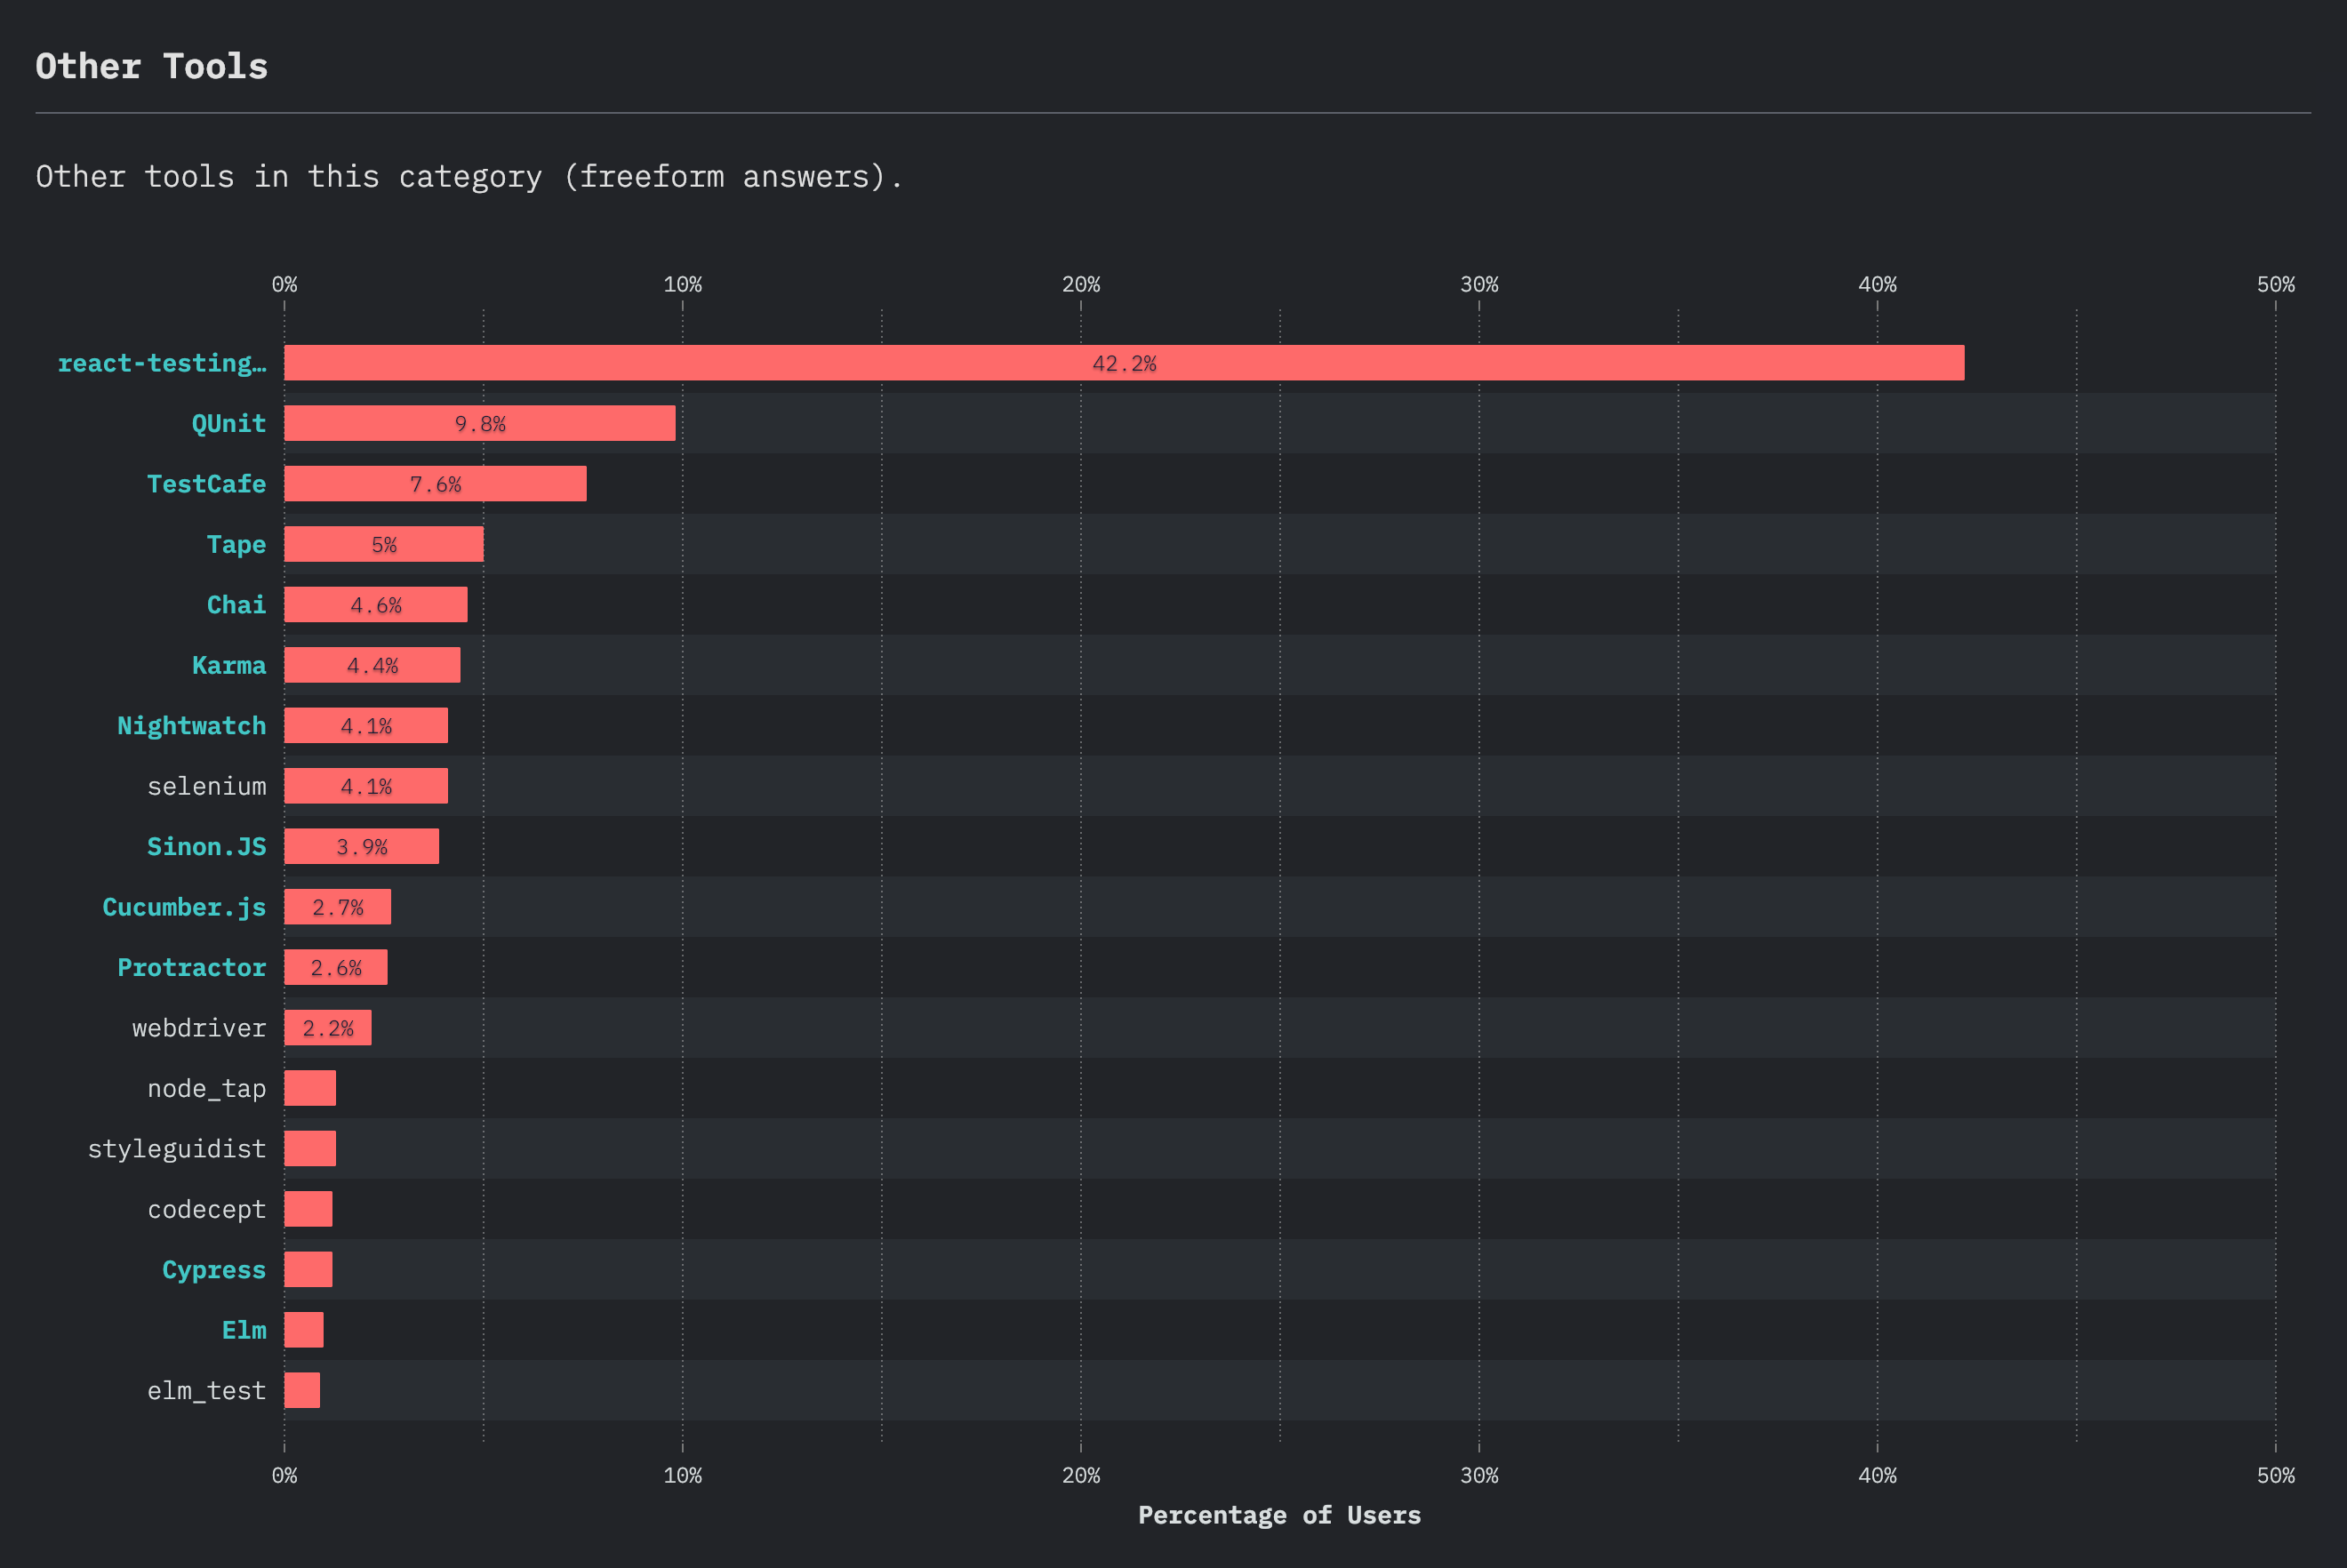 Other Tools
Other tools in this category (freeform answers).
0% 10% 20% 30% 40% 50%
react-testing… 42.2%
QUnit 9.8%
TestCafe 7.6%
Tape 5%
Chai 4.6%
Karma 4.4%
Nightwatch 4.1%
selenium 4.1%
Sinon.JS 3.9%
Cucumber.js 2.7%
Protractor 2.6%
webdriver 2.2%
node_tap
styleguidist
codecept
Cypress
Elm
elm_test
0% 10% 20% 30% 40% 50%
Percentage of Users